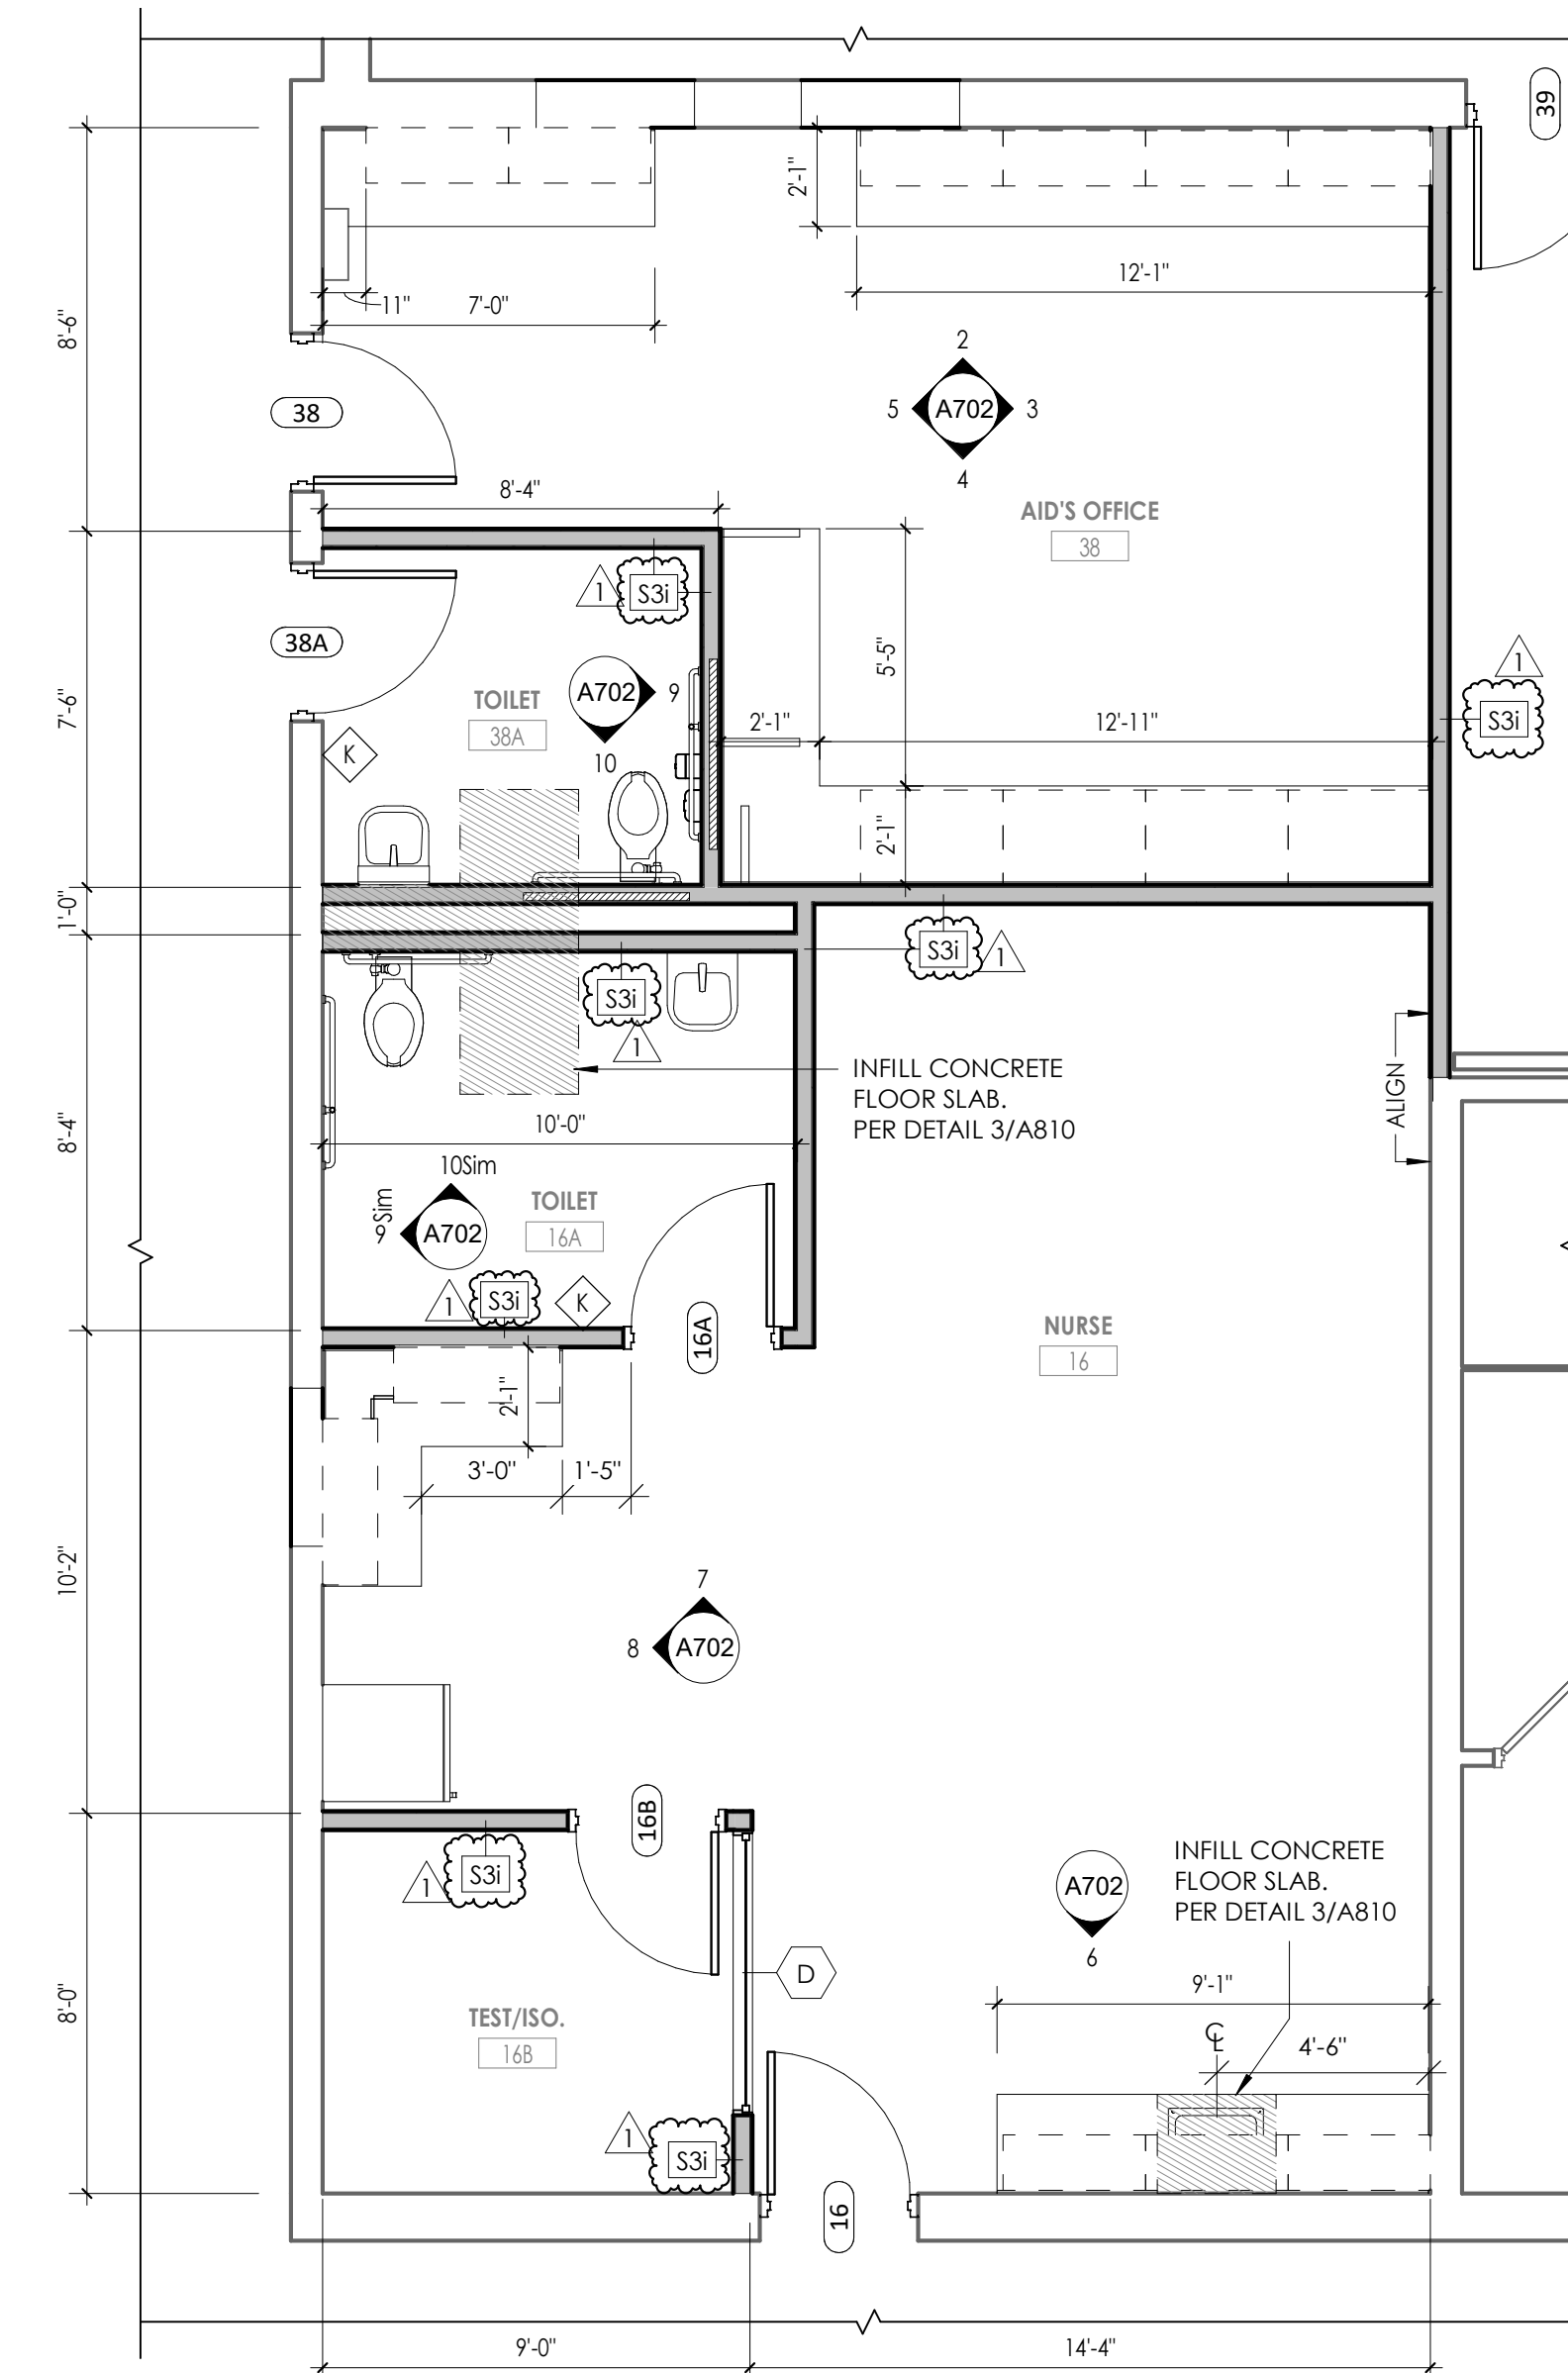 39
2'-1"
12'-1"
11"
7'-0"
8'-6"
2
5
A702
3
4
38
8'-4"
AID'S OFFICE
38
1
S3i
38A
5'-5"
1
S3i
TOILET
38A
A702
9
10
7'-6"
2'-1"
12'-11"
K
2'-1"
1'-0"
S3i
1
S3i
1
INFILL CONCRETE
FLOOR SLAB.
PER DETAIL 3/A810
ALIGN
10'-0"
8'-4"
10Sim
9Sim
A702
TOILET
16A
1
S3i
K
16A
NURSE
16
2'-1"
3'-0"
1'-5"
10'-2"
7
8
A702
16B
1
S3i
A702
6
INFILL CONCRETE
FLOOR SLAB.
PER DETAIL 3/A810
D
9'-1"
8'-0"
TEST/ISO.
16B
CL
4'-6"
1
S3i
16
9'-0"
14'-4"